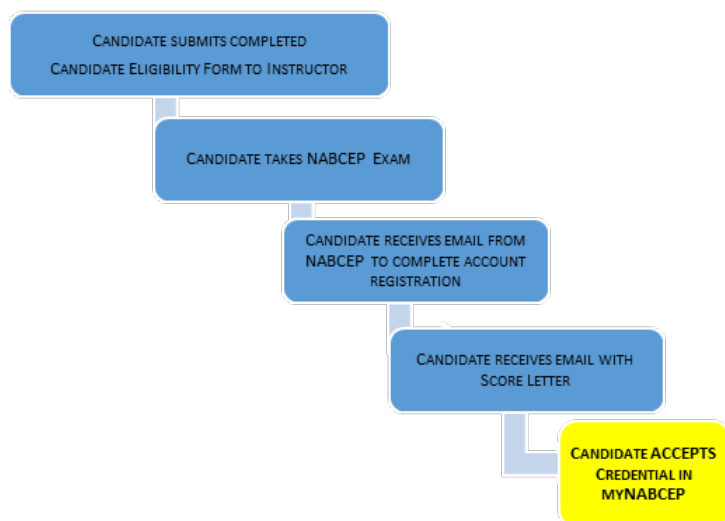 CANDIDATE SUBMITS COMPLETED
CANDIDATE ELIGIBILITY FORM TO INSTRUCTOR
CANDIDATE TAKES NABCEP EXAM
CANDIDATE RECEIVES EMAIL FROM
NABCEP TO COMPLETE ACCOUNT
REGISTRATION
CANDIDATE RECEIVES EMAIL WITH
SCORE LETTER
CANDIDATE ACCEPTS
CREDENTIAL IN
MYNABCEP